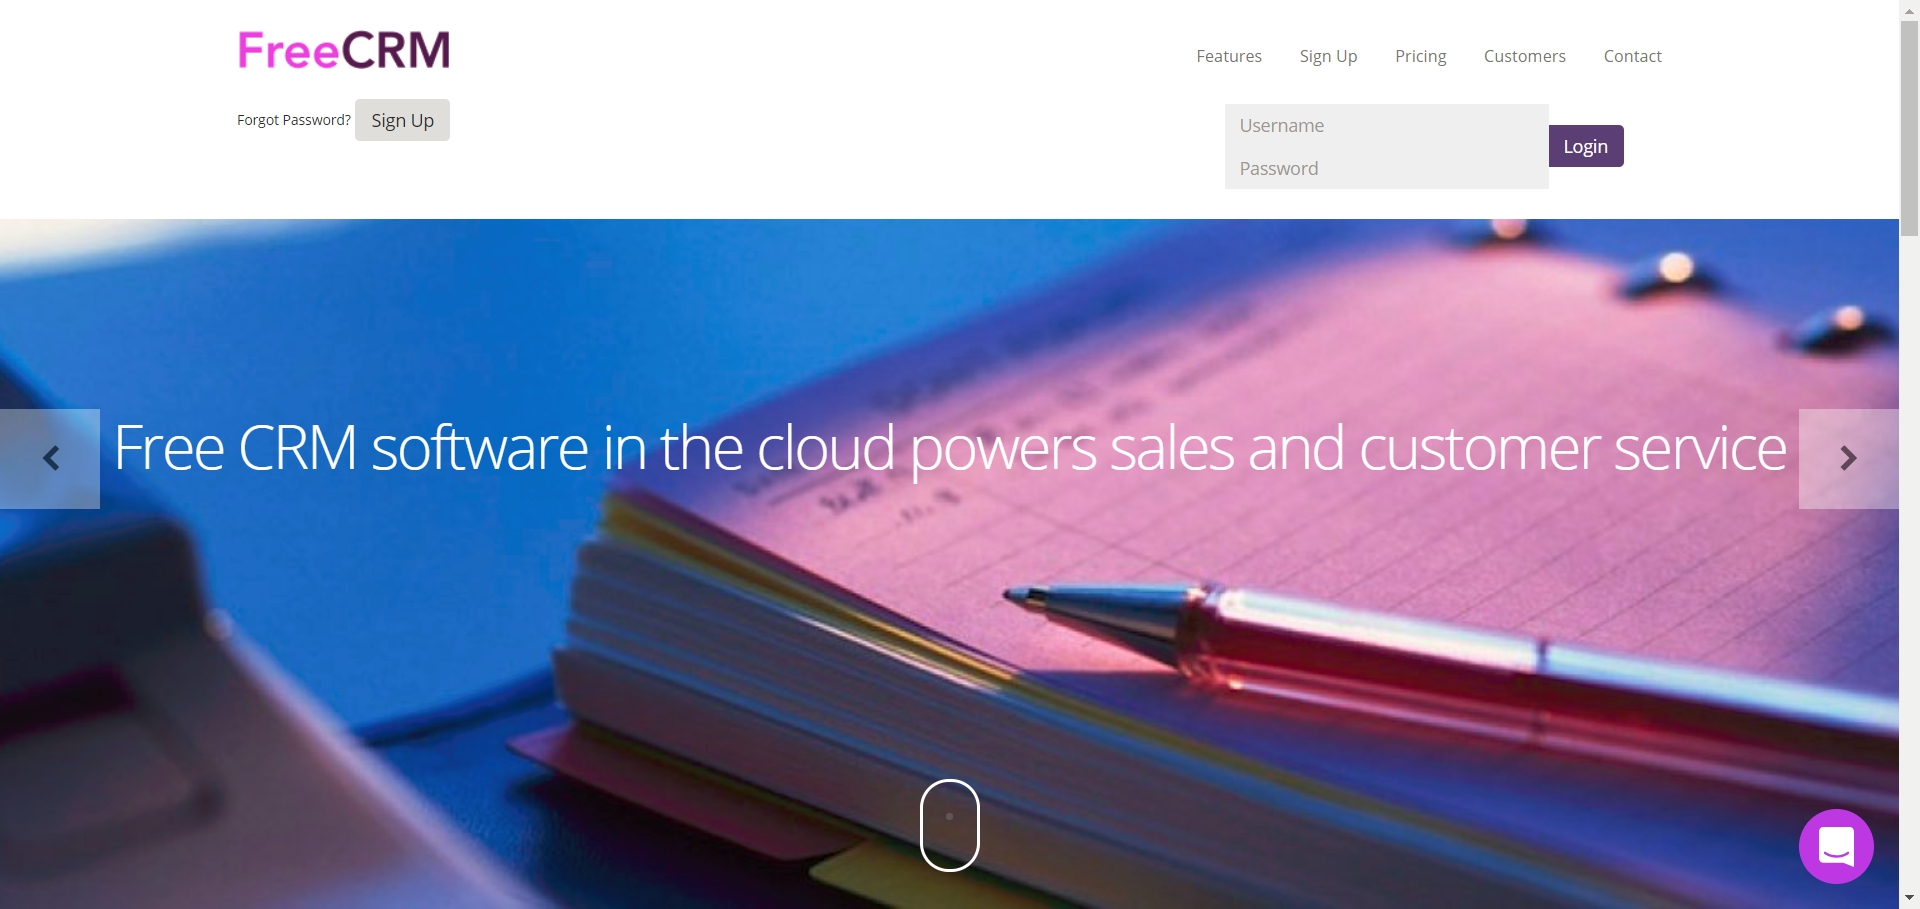 FreeCRM
Features
Sign Up
Pricing
Customers
Contact
Forgot Password?
Sign Up
Username
Password
Login
Free CRM software in the cloud powers sales and customer service